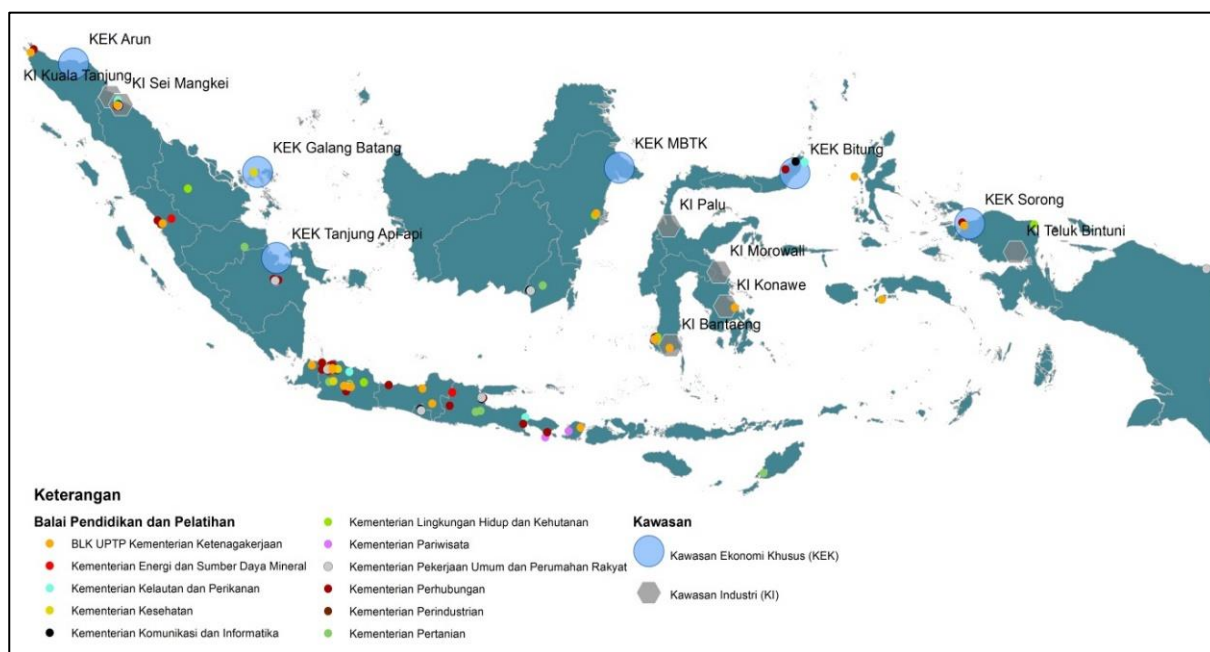 KEK Arun
KI Kuala Tanjung
KI Sei Mangkei
KEK Galang Batang
KEK MBTK
KEK Bitung
KI Palu
KEK Sorong
KI Teluk Bintuni
KEK Tanjung Api-api
KI Morowali
KI Konawe
KI Bantaeng
Keterangan
Balai Pendidikan dan Pelatihan
BLK UPTP Kementerian Ketenagakerjaan
Kementerian Energi dan Sumber Daya Mineral
Kementerian Kelautan dan Perikanan
Kementerian Kesehatan
Kementerian Komunikasi dan Informatika
Kementerian Lingkungan Hidup dan Kehutanan
Kementerian Pariwisata
Kementerian Pekerjaan Umum dan Perumahan Rakyat
Kementerian Perhubungan
Kementerian Perindustrian
Kementerian Pertanian
Kawasan
Kawasan Ekonomi Khusus (KEK)
Kawasan Industri (KI)